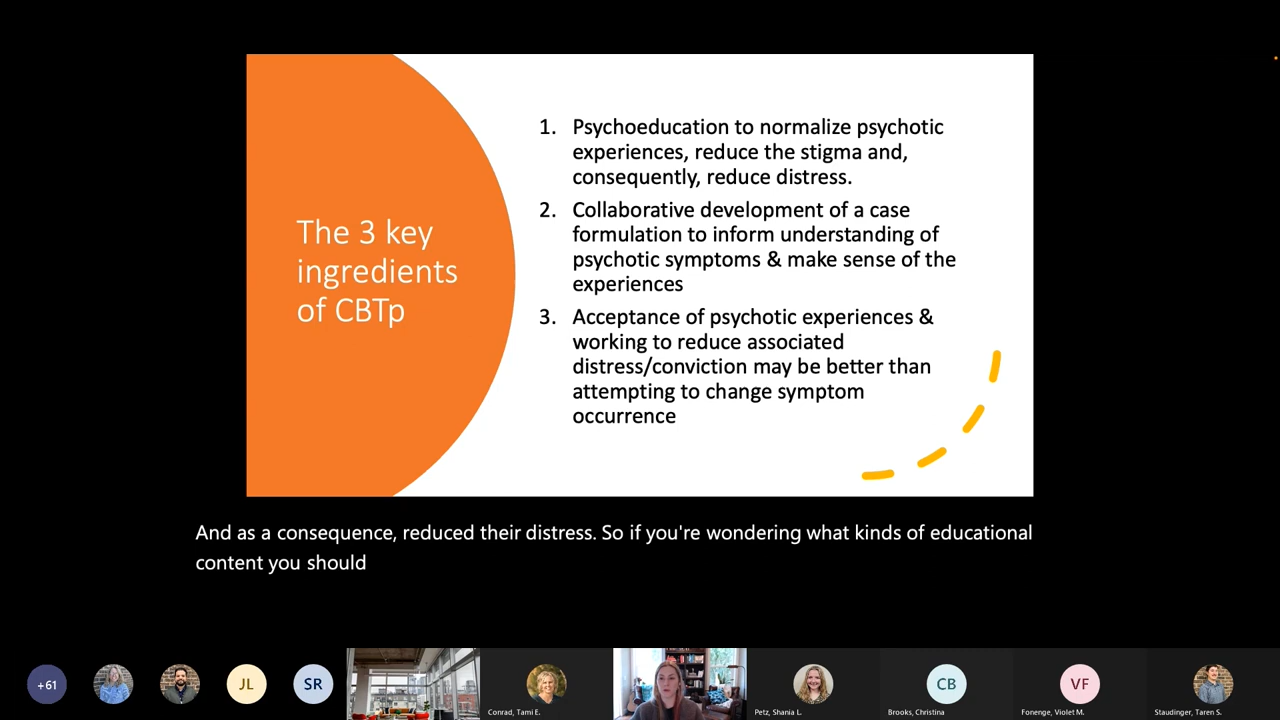 The 3 key
ingredients
of CBTp
1. Psychoeducation to normalize psychotic
experiences, reduce the stigma and,
consequently, reduce distress.
2. Collaborative development of a case
formulation to inform understanding of
psychotic symptoms & make sense of the
experiences
3. Acceptance of psychotic experiences &
working to reduce associated
distress/conviction may be better than
attempting to change symptom
occurrence
And as a consequence, reduced their distress. So if you're wondering what kinds of educational
content you should
+61
JL
SR
CB
VF
Conrad, Tami E.
Petz, Shania L.
Brooks, Christina
Fonenge, Violet M.
Staudinger, Taren S.